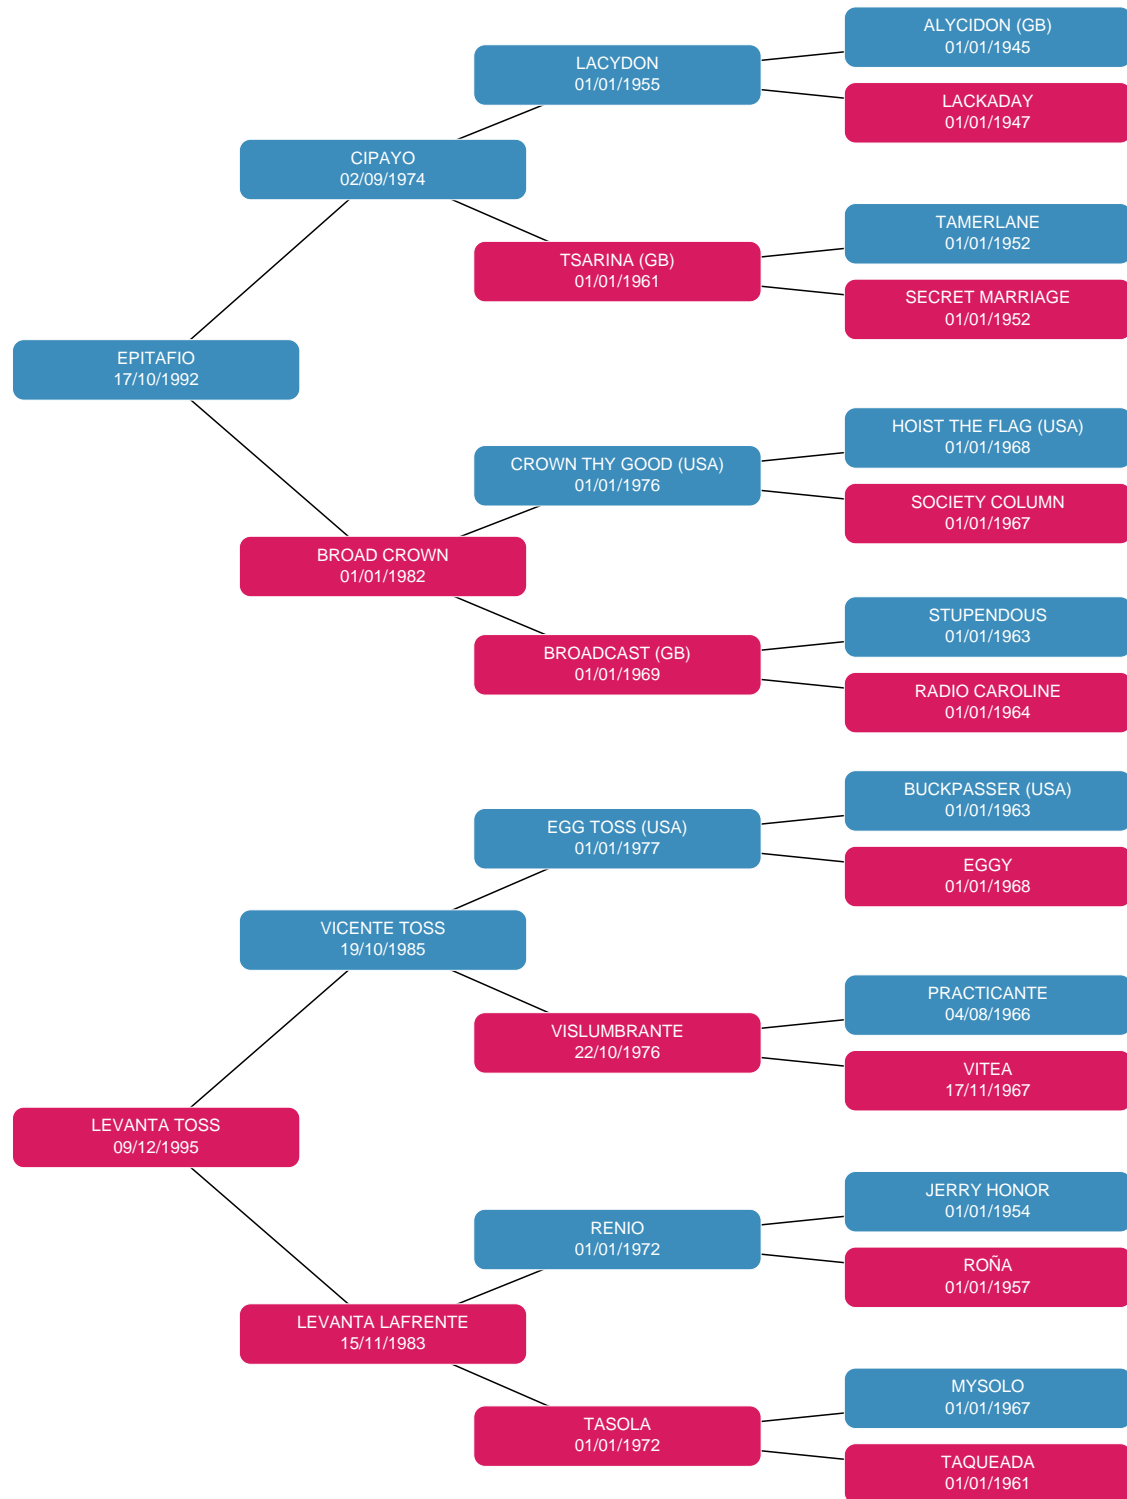 ALYCIDON (GB)
01/01/1945
LACYDON
01/01/1955
LACKADAY
01/01/1947
CIPAYO
02/09/1974
TAMERLANE
01/01/1952
TSARINA (GB)
01/01/1961
SECRET MARRIAGE
01/01/1952
EPITAFIO
17/10/1992
HOIST THE FLAG (USA)
01/01/1968
CROWN THY GOOD (USA)
01/01/1976
SOCIETY COLUMN
01/01/1967
BROAD CROWN
01/01/1982
STUPENDOUS
01/01/1963
BROADCAST (GB)
01/01/1969
RADIO CAROLINE
01/01/1964
BUCKPASSER (USA)
01/01/1963
EGG TOSS (USA)
01/01/1977
EGGY
01/01/1968
VICENTE TOSS
19/10/1985
PRACTICANTE
04/08/1966
VISLUMBRANTE
22/10/1976
VITEA
17/11/1967
LEVANTA TOSS
09/12/1995
JERRY HONOR
01/01/1954
RENIO
01/01/1972
ROÑA
01/01/1957
LEVANTA LAFRENTE
15/11/1983
MYSOLO
01/01/1967
TASOLA
01/01/1972
TAQUEADA
01/01/1961